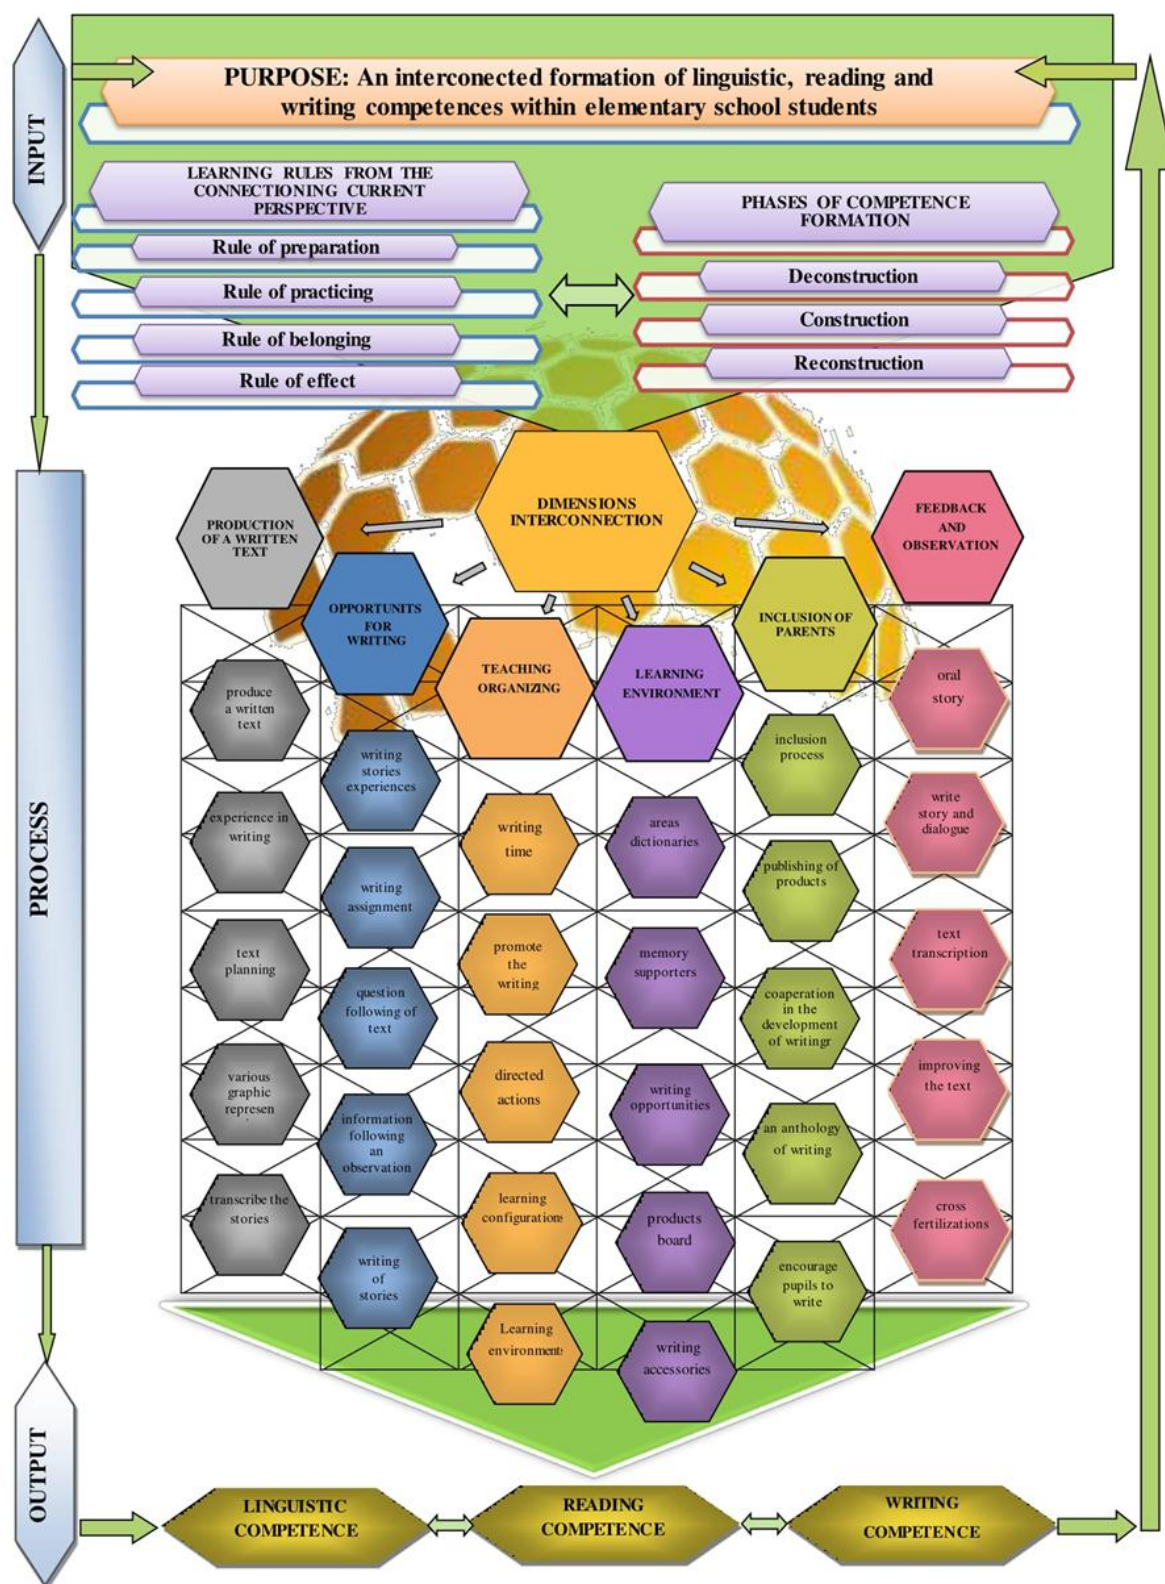 INPUT
PURPOSE: An interconected formation of linguistic, reading and
writing competences within elementary school students
LEARNING RULES FROM THE
CONNECTIONING CURRENT
PERSPECTIVE
Rule of preparation
Rule of practicing
Rule of belonging
Rule of effect
PHASES OF COMPETENCE
FORMATION
Deconstruction
Construction
Reconstruction
PROCESS
DIMENSIONS
INTERCONNECTION
PRODUCTION
OF A WRITTEN
TEXT
OPPORTUNITS
FOR
WRITING
TEACHING
ORGANIZING
LEARNING
ENVIRONMENT
INCLUSION OF
PARENTS
FEEDBACK
AND
OBSERVATION
produce
a written
text
experience in
writing
text
planning
various
graphic
represen
transcribe the
stories
writing
stories
experiences
writing
assignment
question
following of
text
information
following
an
observation
writing
of
stories
writing
time
promote
the
writing
directed
actions
learning
configurations
Learning
environments
areas
dictionaries
memory
supporters
writing
opportunities
products
board
writing
accessories
inclusion
process
publishing of
products
coaperation
in the
development
of writingr
an anthology
of writing
encourage
pupils to
write
oral
story
write
story and
dialogue
text
transcription
improving
the text
cross
fertilizations
OUTPUT
LINGUISTIC
COMPETENCE
READING
COMPETENCE
WRITING
COMPETENCE